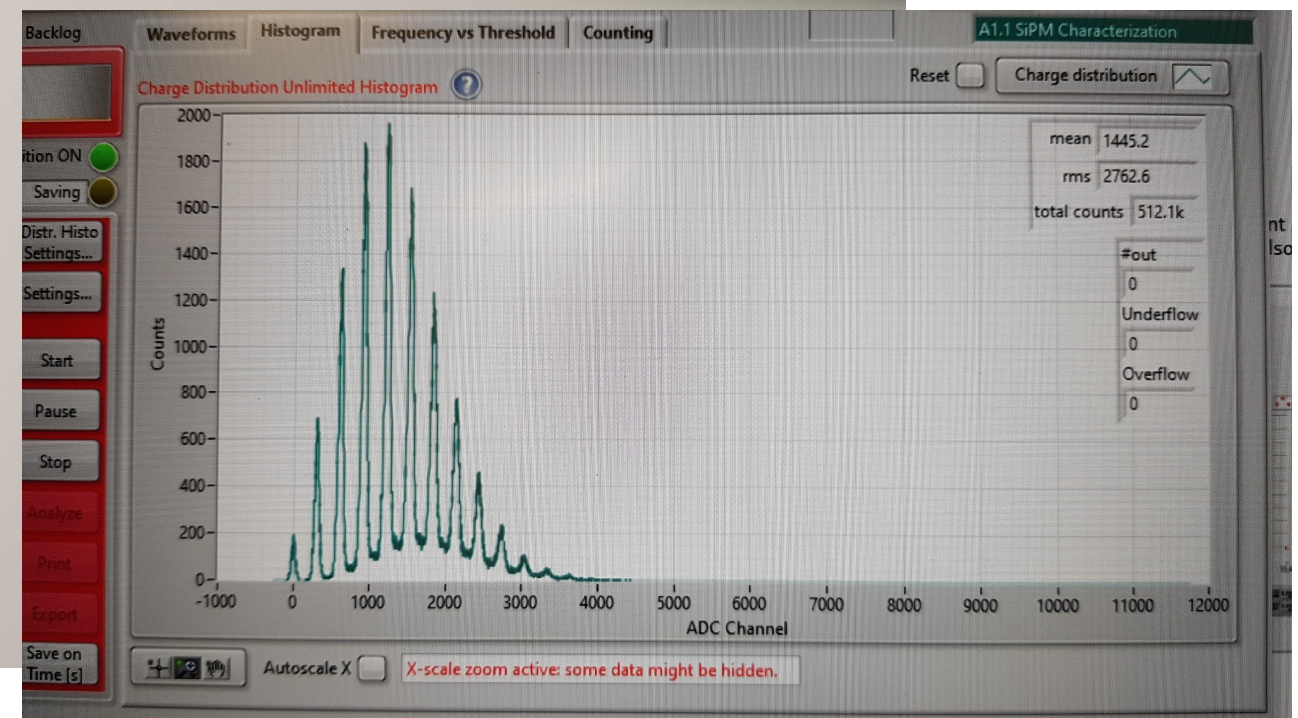 Backlog
Waveforms Histogram Frequency vs Threshold Counting
A1.1 SiPM Characterization
Charge Distribution Unlimited Histogram ?
Reset Charge distribution
ition ON
Saving
Distr. Histo
Settings...
Settings...
Start
Pause
Stop
Analyze
Print
Export
Save on
Time [s]
Counts
2000
1800
1600
1400
1200
1000
800
600
400
200
0
-1000 0 1000 2000 3000 4000 5000 6000 7000 8000 9000 10000 11000 12000
ADC Channel
mean 1445.2
rms 2762.6
total counts 512.1k
#out
0
Underflow
0
Overflow
0
Autoscale X
X-scale zoom active: some data might be hidden.
nt
lso